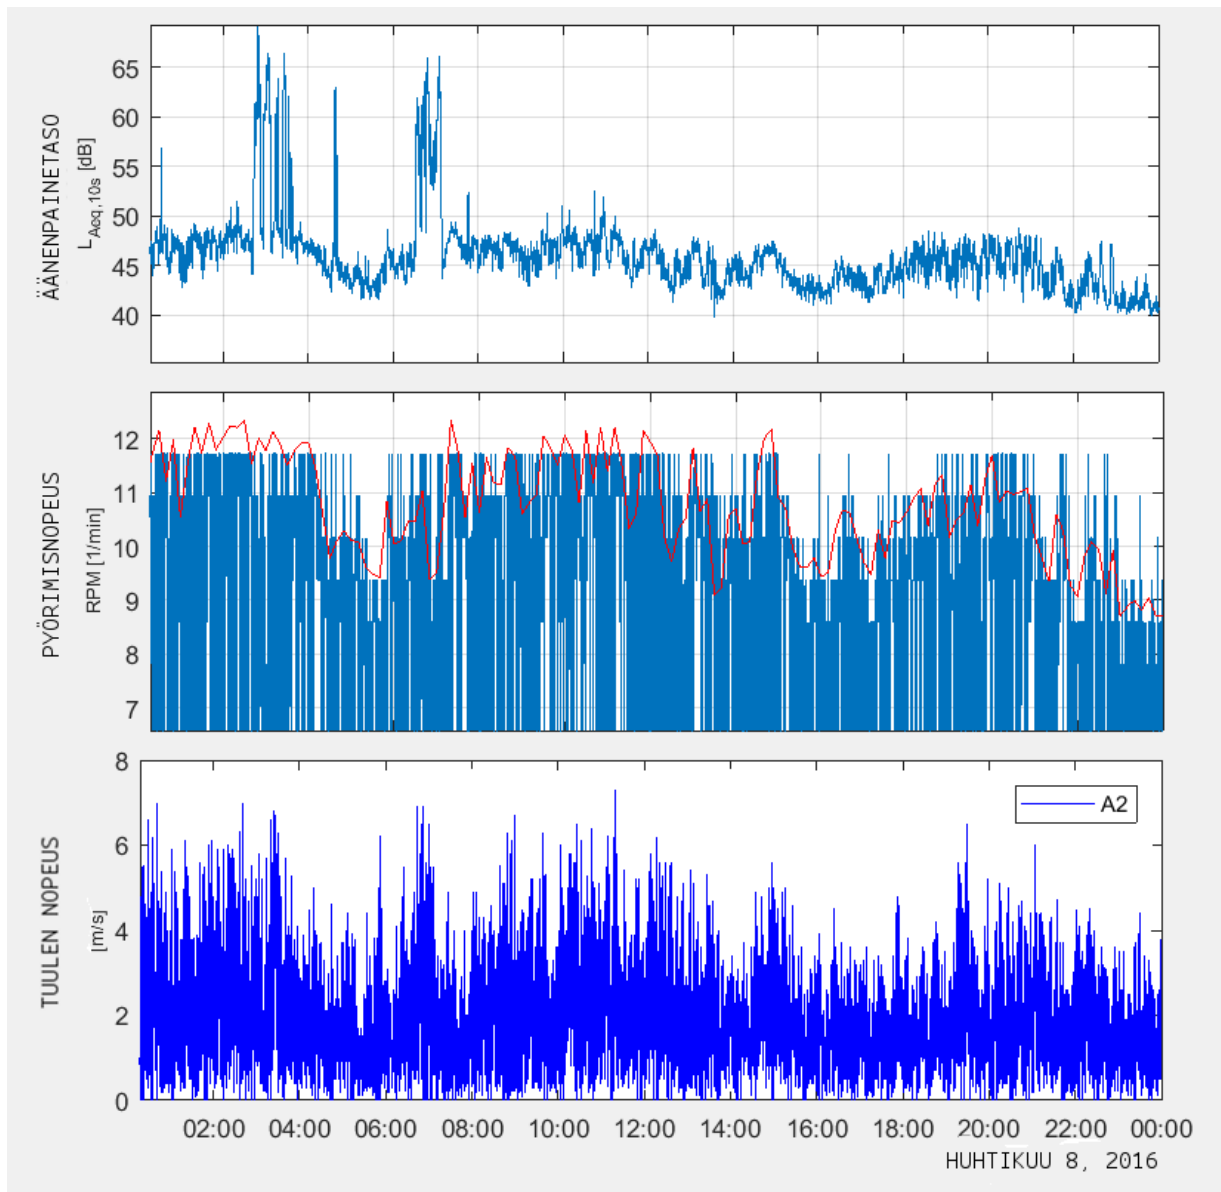 ÄÄNENPAINETASO
L_Aeq,10s [dB]
65
60
55
50
45
40
PYÖRIMISNOPEUS
RPM [1/min]
12
11
10
9
8
7
TUULEN NOPEUS
[m/s]
8
6
4
2
0
A2
02:00 04:00 06:00 08:00 10:00 12:00 14:00 16:00 18:00 20:00 22:00 00:00
HUHTIKUU 8, 2016